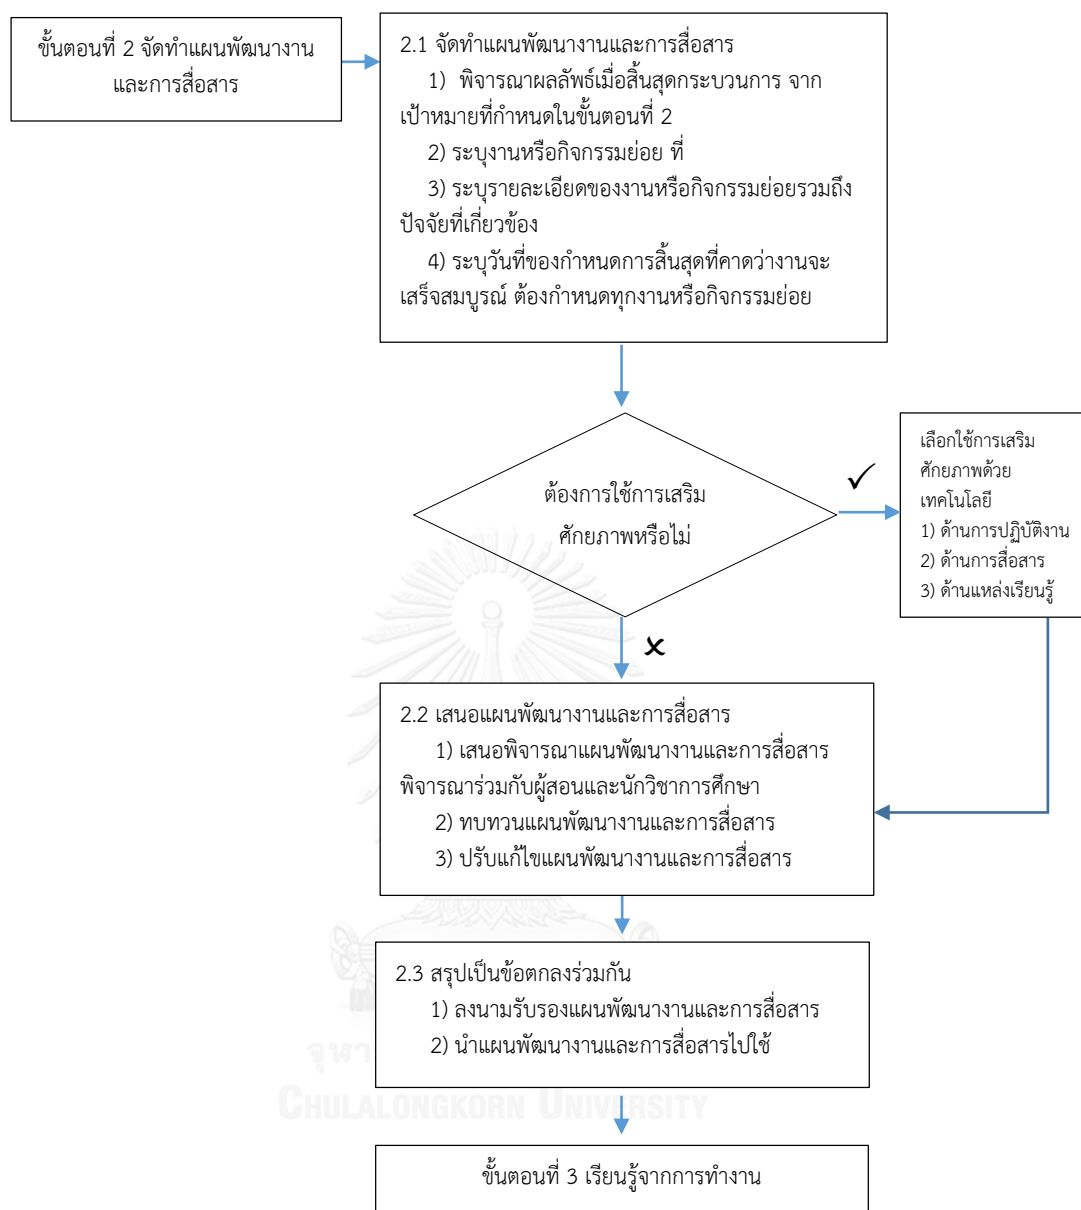 ขั้นตอนที่ 2 จัดทำแผนพัฒนางาน
และการสื่อสาร
2.1 จัดทำแผนพัฒนางานและการสื่อสาร
1) พิจารณาผลลัพธ์เมื่อสิ้นสุดกระบวนการ จาก
เป้าหมายที่กำหนดในขั้นตอนที่ 2
2) ระบุงานหรือกิจกรรมย่อย ที่
3) ระบุรายละเอียดของงานหรือกิจกรรมย่อยรวมถึง
ปัจจัยที่เกี่ยวข้อง
4) ระบุวันที่ของกำหนดการสิ้นสุดที่คาดว่างานจะ
เสร็จสมบูรณ์ ต้องกำหนดทุกงานหรือกิจกรรมย่อย
ต้องการใช้การเสริม
ศักยภาพหรือไม่
✓
เลือกใช้การเสริม
ศักยภาพด้วย
เทคโนโลยี
1) ด้านการปฏิบัติงาน
2) ด้านการสื่อสาร
3) ด้านแหล่งเรียนรู้
✗
2.2 เสนอแผนพัฒนางานและการสื่อสาร
1) เสนอพิจารณาแผนพัฒนางานและการสื่อสาร
พิจารณาร่วมกับผู้สอนและนักวิชาการศึกษา
2) ทบทวนแผนพัฒนางานและการสื่อสาร
3) ปรับแก้ไขแผนพัฒนางานและการสื่อสาร
2.3 สรุปเป็นข้อตกลงร่วมกัน
1) ลงนามรับรองแผนพัฒนางานและการสื่อสาร
2) นำแผนพัฒนางานและการสื่อสารไปใช้
CHULALONGKORN UNIVERSITY
ขั้นตอนที่ 3 เรียนรู้จากการทำงาน